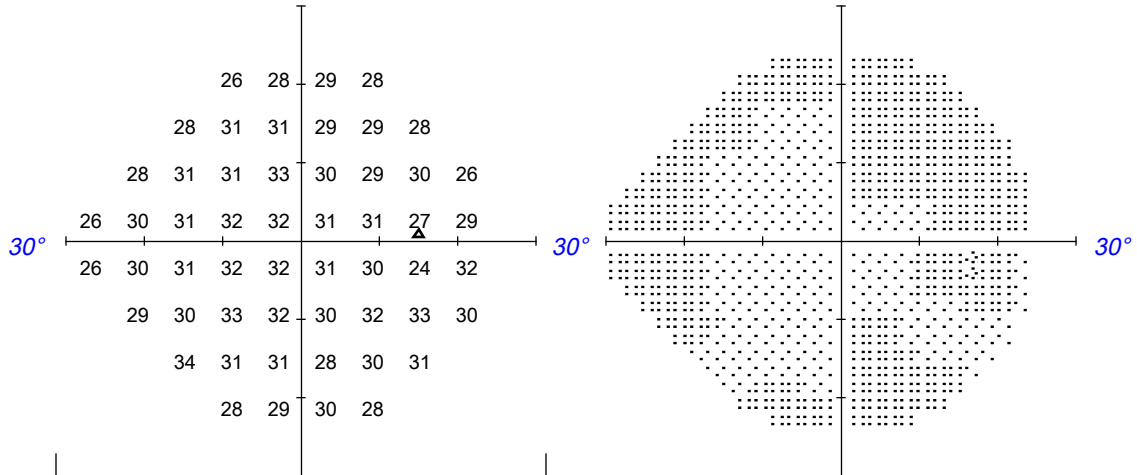 26 28 29 28
28 31 31 29 29 28
28 31 31 33 30 29 30 26
26 30 31 32 32 31 31 27 29
30° 30° 30°
26 30 31 32 32 31 30 24 32
29 30 33 32 30 32 33 30
34 31 31 28 30 31
28 29 30 28